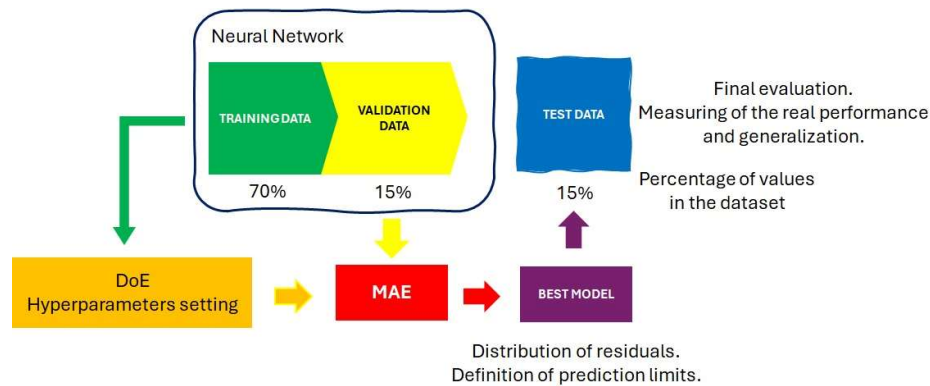 Neural Network
TRAINING DATA
VALIDATION
DATA
TEST DATA
Final evaluation.
Measuring of the real performance
and generalization.
70%
15%
15%
Percentage of values
in the dataset
DoE
Hyperparameters setting
MAE
BEST MODEL
Distribution of residuals.
Definition of prediction limits.